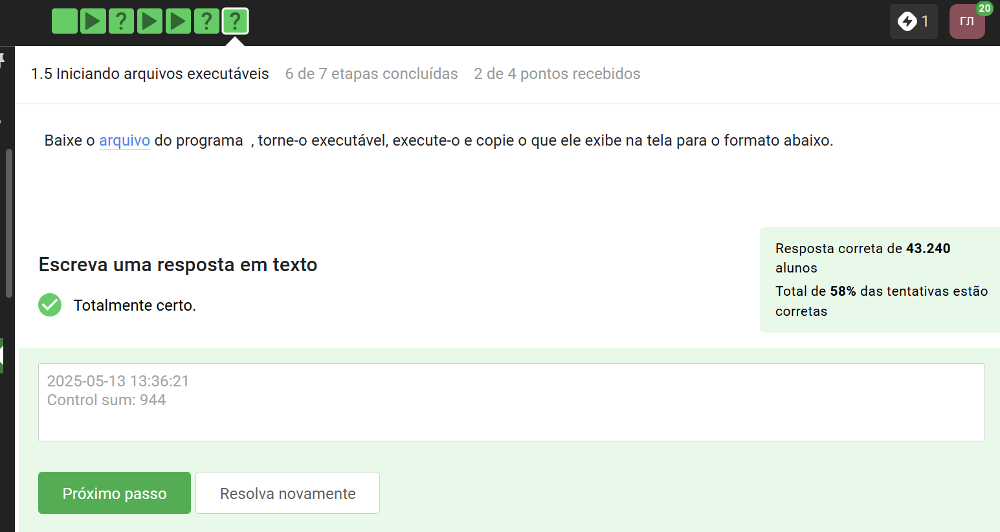 ? ? ?
1
ГЛ
20
1.5 Iniciando arquivos executáveis 6 de 7 etapas concluídas 2 de 4 pontos recebidos
Baixe o arquivo do programa , torne-o executável, execute-o e copie o que ele exibe na tela para o formato abaixo.
Resposta correta de 43.240
alunos
Total de 58% das tentativas estão
corretas
Escreva uma resposta em texto
Totalmente certo.
2025-05-13 13:36:21
Control sum: 944
Próximo passo
Resolva novamente